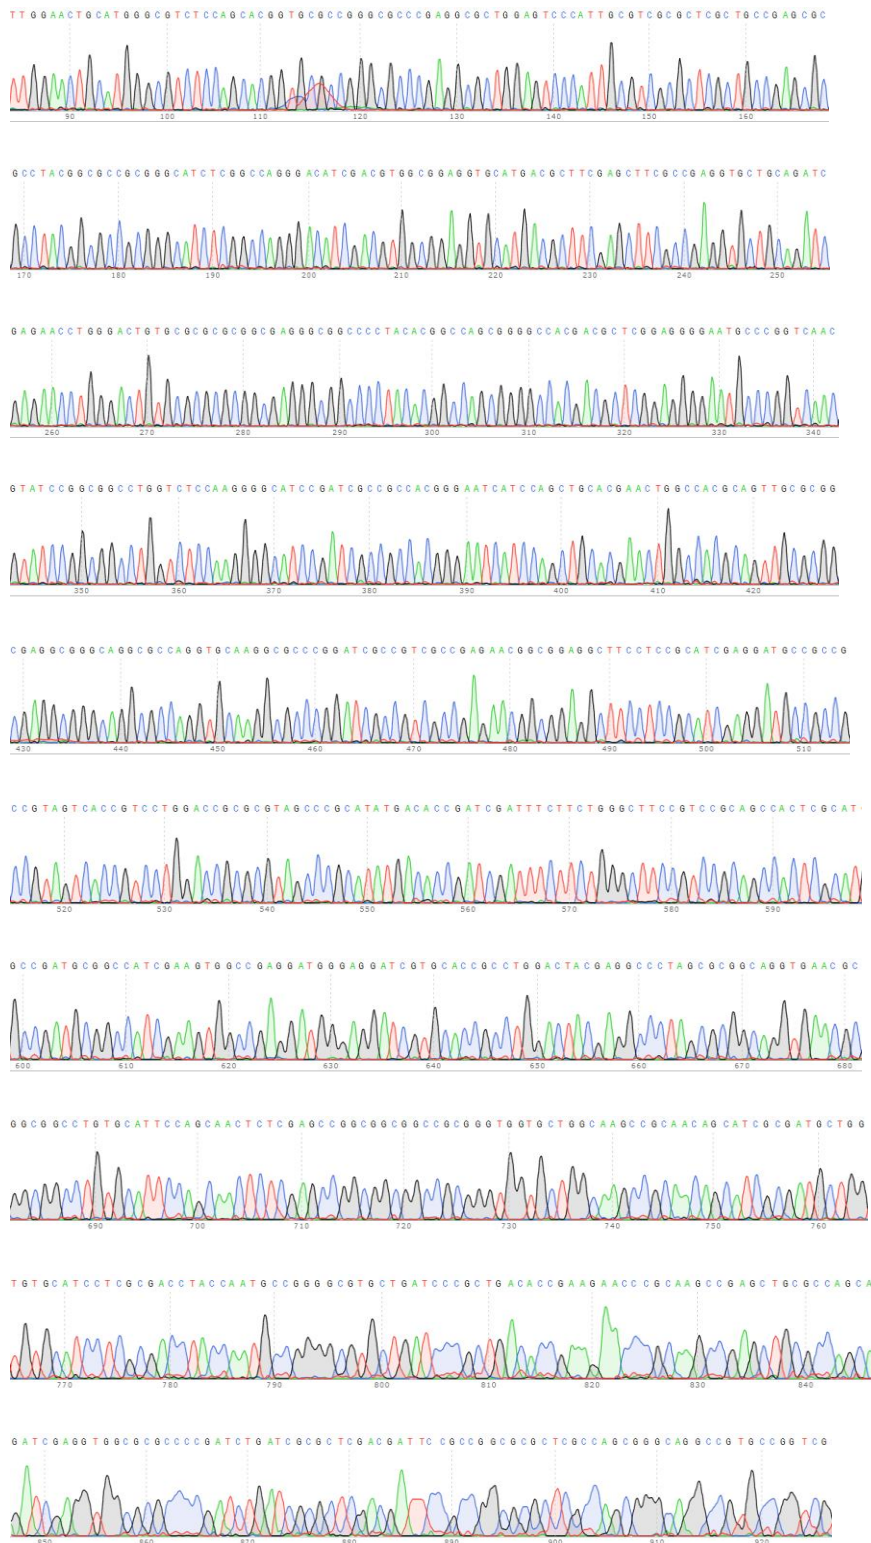 TTGGAACTGCATGGGCGTCTCCAGCACGGTGCGCCGGGCGCCCGAGGCGCTGGAGTCCCATTGCGTCGCGCTCGCTGCCGAGCGC
90 100 110 120 130 140 150 160
GCCTACGGCGCCGCGGGCATCTCGGCCAGGGACATCGACGTGGCGGAGGTGCATGACGCTTCGAGCTTCGCCGAGGTGCTGCAGATC
170 180 190 200 210 220 230 240 250
GAGAACCTGGGACTGTGCGCGCGCGGCGAGGGCGGCCCCTACACGGCCAGCGGGGCCACGACGCTCGGAGGGGAATGCCCGGTCAAC
260 270 280 290 300 310 320 330 340
GTATCCGGCGGCCTGGTCTCCAAGGGGCATCCGATCGCCGCCACGGGAATCATCCAGCTGCACGAACTGGCCACGCAGTTGCGCGG
350 360 370 380 390 400 410 420
CGAGGCGGGCAGGCGCCAGGTGCAAGGCGCCCGGATCGCCGTCGCCGAGAACGGCGGAGGCTTCCTCCGCATCGAGGATGCCGCCG
430 440 450 460 470 480 490 500 510
CCGTAGTCACCGTCCTGGACCGCGCGTAGCCCGCATATGACACCGATCGATTTCTTCTGGGCTTCCGTCCGCAGCCACTCGCAT
520 530 540 550 560 570 580 590
GCCGATGCGGCCATCGAAGTGGCCGAGGATGGGAGGATCGTGCACCGCCTGGACTACGAGGCCCTAGCGCGGCAGGTGAACGC
600 610 620 630 640 650 660 670 680
GGCGGCCTGTGCATTCCAGCAACTCTCGAGCCGGCGGCGGCCGCGGGTGGTGCTGGCAAGCCGCAACAGCATCGCGATGCTGG
690 700 710 720 730 740 750 760
TGTGCATCCTCGCGACCTACCAATGCCGGGGCGTGCTGATCCCGCTGACACCGAAGAACCCGCAAGCCGAGCTGCGCCAGCA
770 780 790 800 810 820 830 840
GATCGAGGTGGCGCGCCCCGATCTGATCGCGCTCGACGATTCCGCCGGCGCGCTCGCCAGCGGGCAGGCCGTGCCGGTCG
850 860 870 880 890 900 910 920